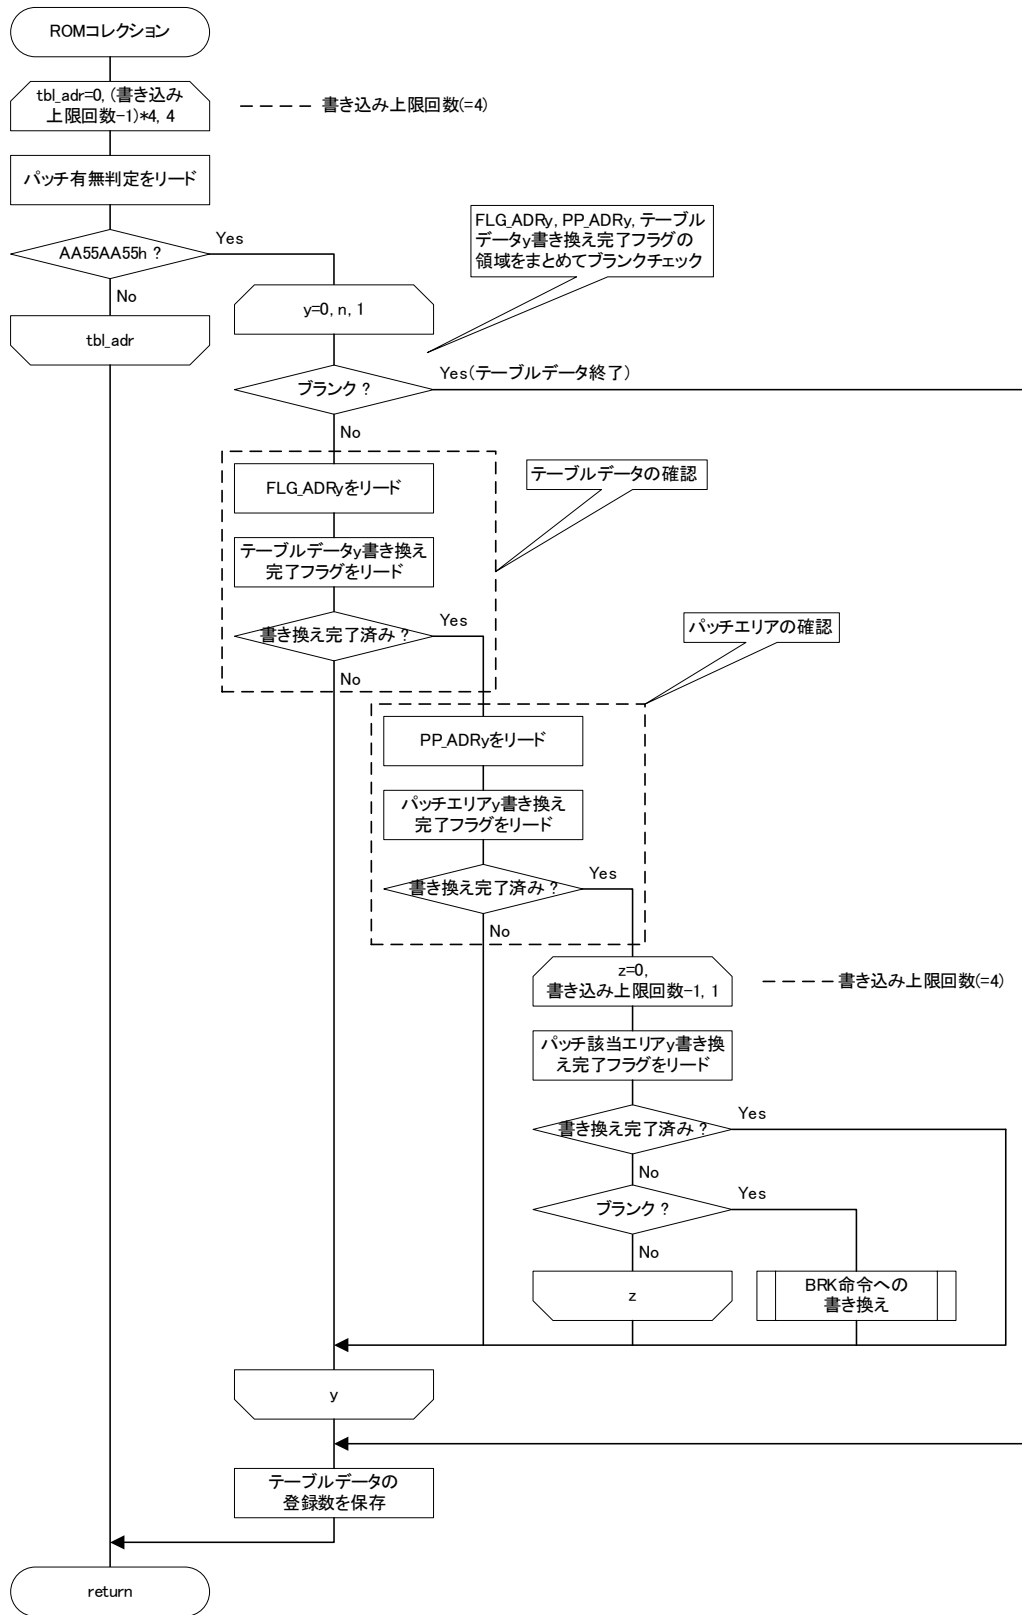 ROMコレクション
tbl_adr=0, (書き込み
上限回数-1)*4, 4
書き込み上限回数(=4)
パッチ有無判定をリード
AA55AA55h ?
Yes
No
tbl_adr
FLG_ADRy, PP_ADRy, テーブル
データy書き換え完了フラグの
領域をまとめてブランクチェック
y=0, n, 1
ブランク ?
Yes(テーブルデータ終了)
No
FLG_ADRyをリード
テーブルデータの確認
テーブルデータy書き換え
完了フラグをリード
書き換え完了済み ?
Yes
No
パッチエリアの確認
PP_ADRyをリード
パッチエリアy書き換え
完了フラグをリード
書き換え完了済み ?
Yes
No
z=0,
書き込み上限回数-1, 1
書き込み上限回数(=4)
パッチ該当エリアy書き換
え完了フラグをリード
書き換え完了済み ?
Yes
No
ブランク ?
Yes
No
z
BRK命令への
書き換え
y
テーブルデータの
登録数を保存
return